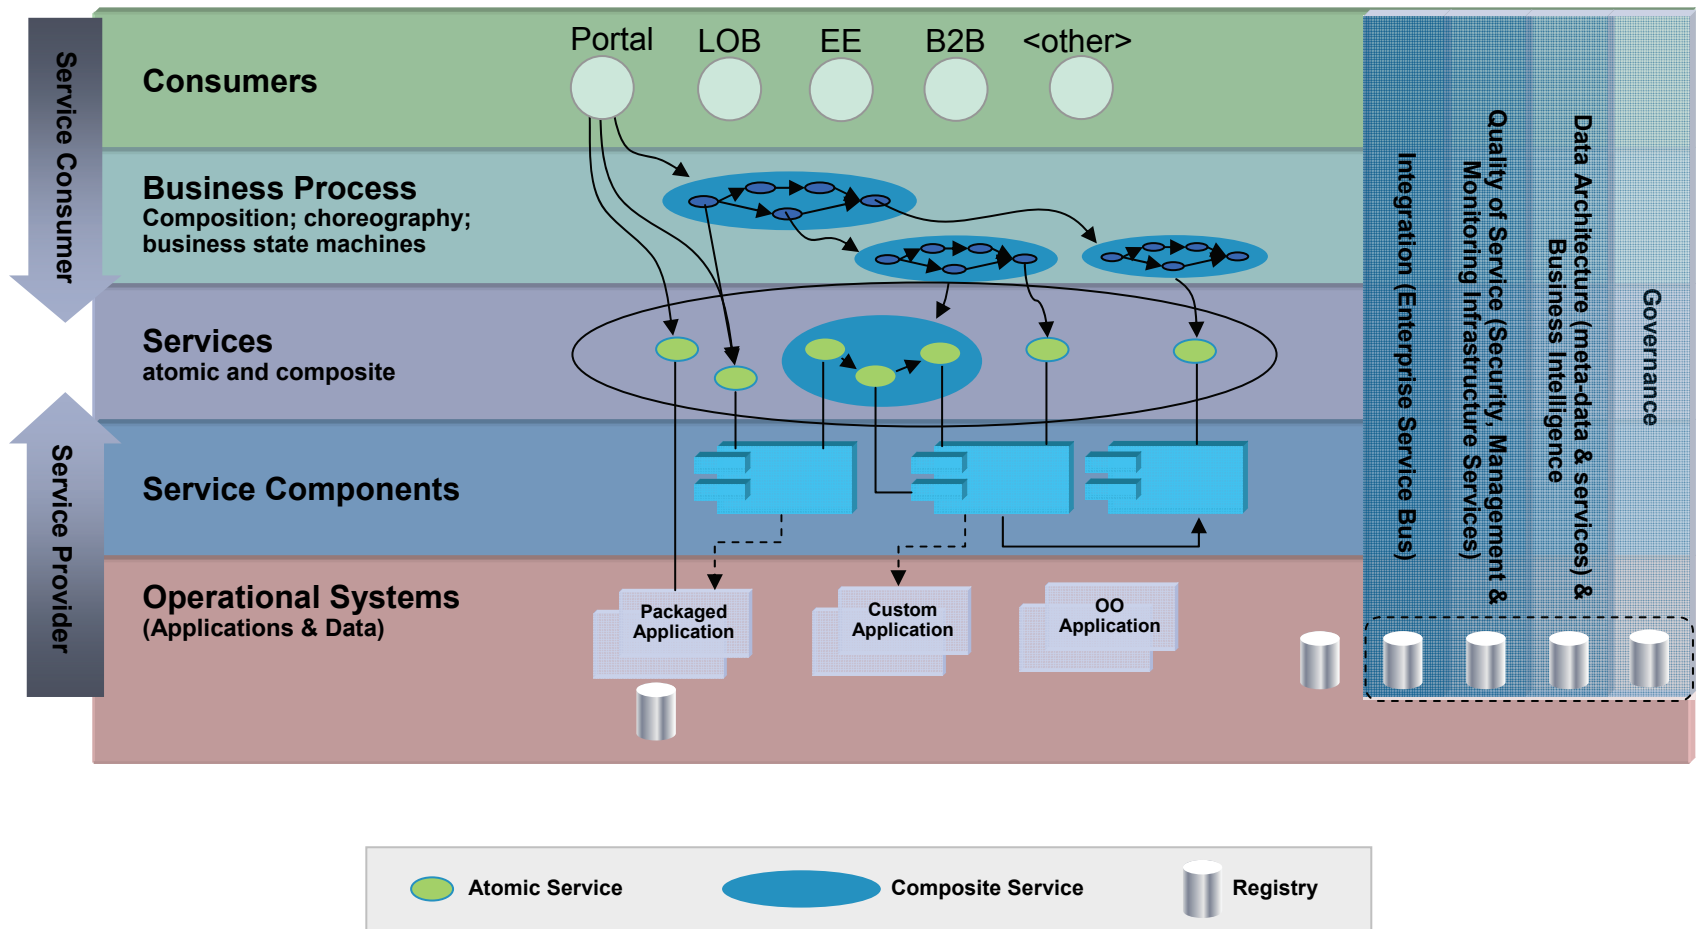 Portal
LOB
EE
B2B
<other>
Service Consumer
Consumers
Business Process
Composition; choreography;
business state machines
Services
atomic and composite
Service Provider
Service Components
Operational Systems
(Applications & Data)
Packaged
Application
Custom
Application
OO
Application
Integration (Enterprise Service Bus)
Quality of Service (Security, Management &
Monitoring Infrastructure Services)
Data Architecture (meta-data & services) &
Business Intelligence
Governance
Atomic Service
Composite Service
Registry